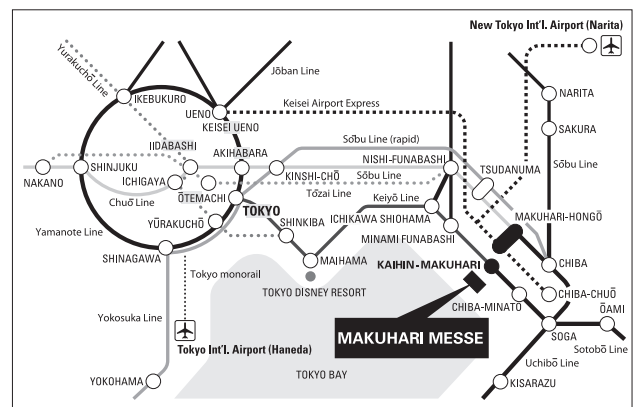 New Tokyo Int'l. Airport (Narita)
Yurakuchō Line
Jōban Line
IKEBUKURO
UENO
KEISEI UENO
Keisei Airport Express
NARITA
SAKURA
Sōbu Line
IIDABASHI
AKIHABARA
Sōbu Line (rapid)
NISHI-FUNABASHI
TSUDANUMA
NAKANO
SHINJUKU
ICHIGAYA
KINSHI-CHŌ
Sōbu Line
Chuō Line
ŌTEMACHI
Tōzai Line
Keiyō Line
MAKUHARI-HONGŌ
TOKYO
Yamanote Line
YŪRAKUCHŌ
SHINKIBA
ICHIKAWA SHIOHAMA
MINAMI FUNABASHI
SHINAGAWA
MAIHAMA
KAIHIN-MAKUHARI
CHIBA
Tokyo monorail
TOKYO DISNEY RESORT
CHIBA-CHUŌ
CHIBA-MINATO
ŌAMI
Yokosuka Line
MAKUHARI MESSE
SOGA
Sotobō Line
Tokyo Int'l. Airport (Haneda)
Uchibō Line
YOKOHAMA
TOKYO BAY
KISARAZU